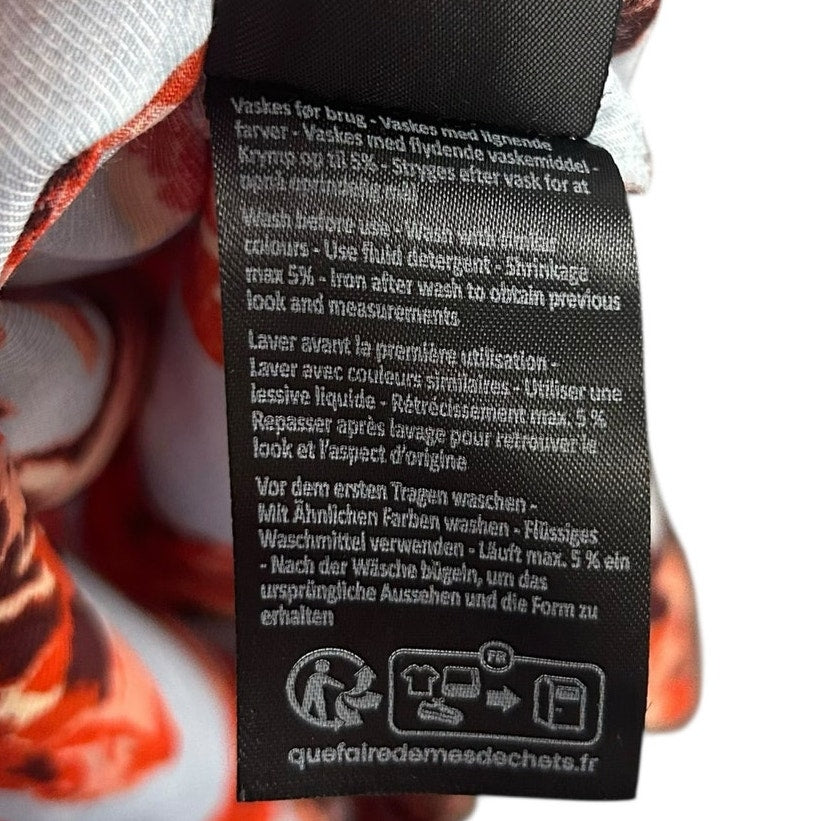 Vaskes før brug - Vaskes med lignende
farver - Vaskes med flydende vaskemiddel -
Krymp op til 5% - Stryges efter vask for at
opnå oprindelig mål
Wash before use - Wash with similar
colours - Use fluid detergent - Shrinkage
max 5% - Iron after wash to obtain previous
look and measurements
Laver avant la première utilisation -
Laver avec couleurs similaires - Utiliser une
lessive liquide - Rétrécissement max. 5 %
Repasser après lavage pour retrouver le
look et l'aspect d'origine
Vor dem ersten Tragen waschen -
Mit Ähnlichen Farben washen - Flüssiges
Waschmittel verwenden - Läuft max. 5 % ein
- Nach der Wäsche bügeln, um das
ursprüngliche Aussehen und die Form zu
erhalten
FR
quefairedemesdechets.fr